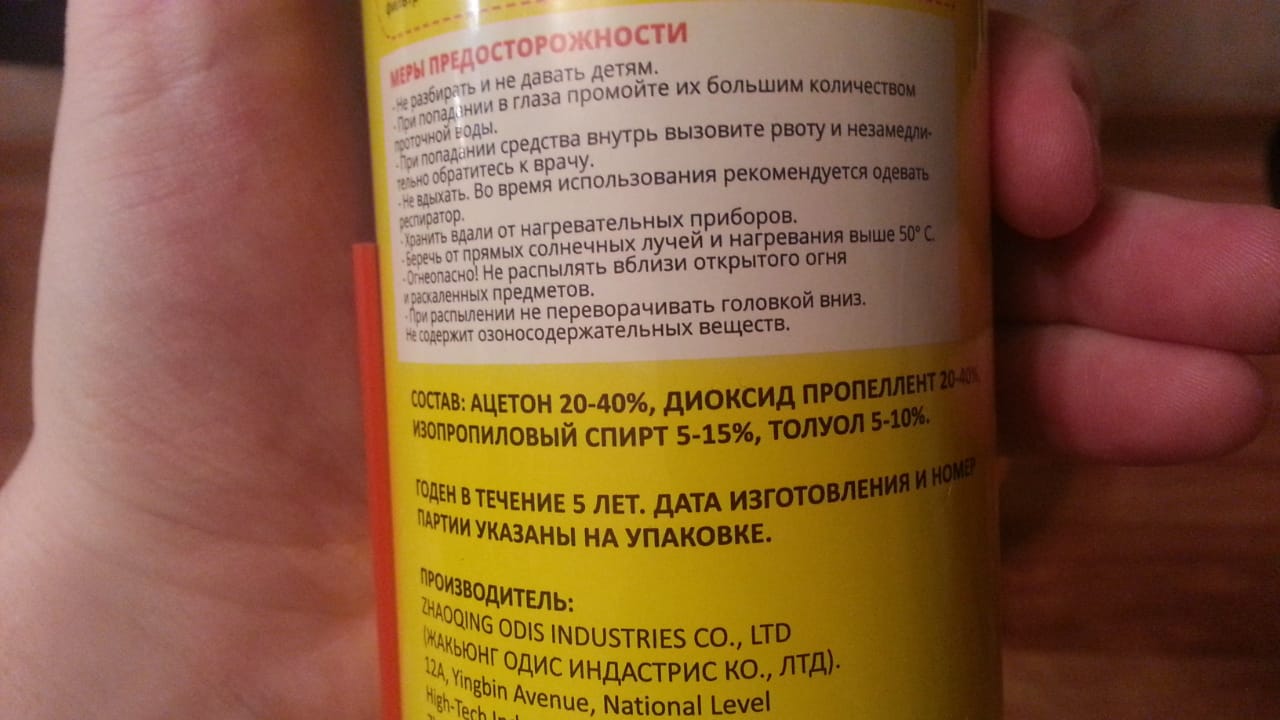 МЕРЫ ПРЕДОСТОРОЖНОСТИ
- Не разбирать и не давать детям.
- При попадании в глаза промойте их большим количеством
проточной воды.
- При попадании средства внутрь вызовите рвоту и незамедли-
тельно обратитесь к врачу.
- Не вдыхать. Во время использования рекомендуется одевать
респиратор.
- Хранить вдали от нагревательных приборов.
- Беречь от прямых солнечных лучей и нагревания выше 50° С.
- Огнеопасно! Не распылять вблизи открытого огня
и раскаленных предметов.
- При распылении не переворачивать головкой вниз.
Не содержит озоносодержательных веществ.
СОСТАВ: АЦЕТОН 20-40%, ДИОКСИД ПРОПЕЛЛЕНТ 20-40%,
ИЗОПРОПИЛОВЫЙ СПИРТ 5-15%, ТОЛУОЛ 5-10%.
ГОДЕН В ТЕЧЕНИЕ 5 ЛЕТ. ДАТА ИЗГОТОВЛЕНИЯ И НОМЕР
ПАРТИИ УКАЗАНЫ НА УПАКОВКЕ.
ПРОИЗВОДИТЕЛЬ:
ZHAOQING ODIS INDUSTRIES CO., LTD
(ЖАКЬЮНГ ОДИС ИНДАСТРИС КО., ЛТД).
12A, Yingbin Avenue, National Level
High-Tech